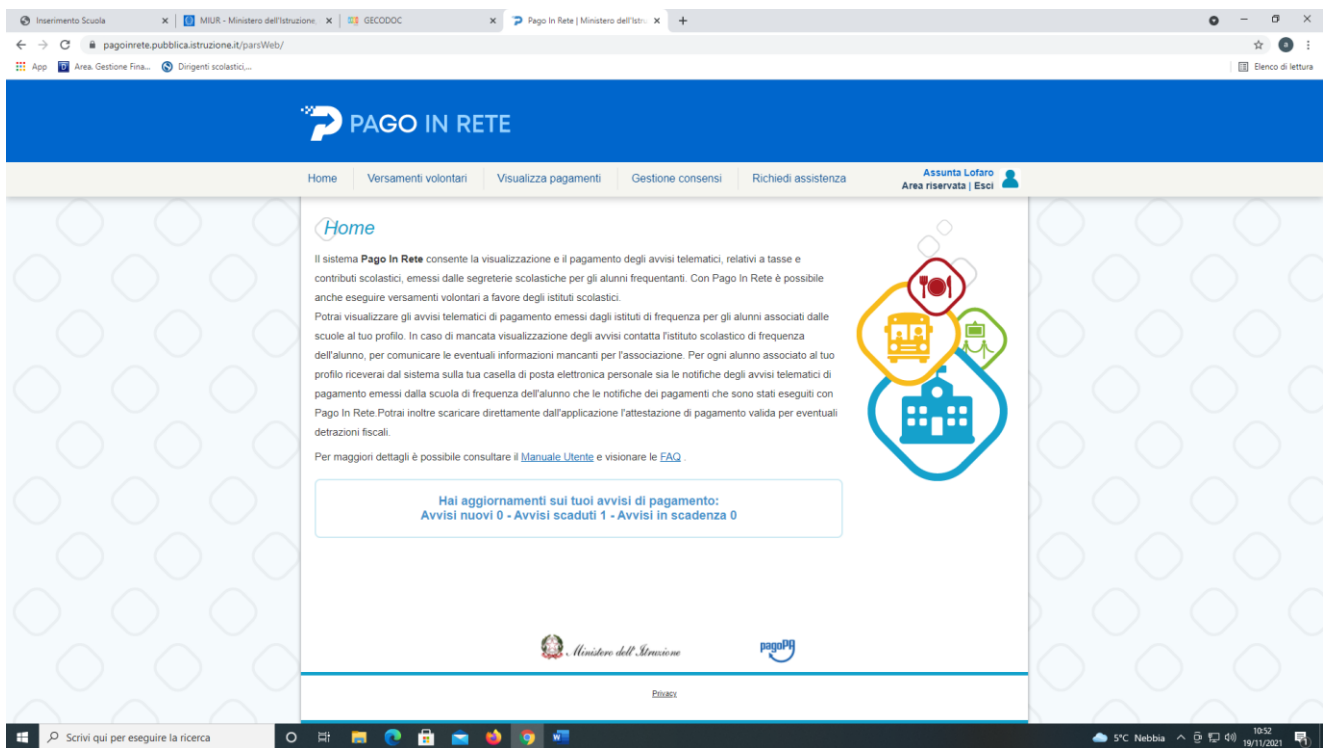 Inserimento Scuola
MIUR - Ministero dell'Istruzione,
GECODOC
Pago In Rete | Ministero dell'Istru
pagoinrete.pubblica.istruzione.it/parsWeb/
a
App
Area. Gestione Fina...
Dirigenti scolastici,...
Elenco di lettura
PAGO IN RETE
Home
Versamenti volontari
Visualizza pagamenti
Gestione consensi
Richiedi assistenza
Assunta Lofaro
Area riservata | Esci
Home
Il sistema Pago In Rete consente la visualizzazione e il pagamento degli avvisi telematici, relativi a tasse e
contributi scolastici, emessi dalle segreterie scolastiche per gli alunni frequentanti. Con Pago In Rete è possibile
anche eseguire versamenti volontari a favore degli istituti scolastici.
Potrai visualizzare gli avvisi telematici di pagamento emessi dagli istituti di frequenza per gli alunni associati dalle
scuole al tuo profilo. In caso di mancata visualizzazione degli avvisi contatta l'istituto scolastico di frequenza
dell'alunno, per comunicare le eventuali informazioni mancanti per l'associazione. Per ogni alunno associato al tuo
profilo riceverai dal sistema sulla tua casella di posta elettronica personale sia le notifiche degli avvisi telematici di
pagamento emessi dalla scuola di frequenza dell'alunno che le notifiche dei pagamenti che sono stati eseguiti con
Pago In Rete.Potrai inoltre scaricare direttamente dall'applicazione l'attestazione di pagamento valida per eventuali
detrazioni fiscali.
Per maggiori dettagli è possibile consultare il Manuale Utente e visionare le FAQ .
Hai aggiornamenti sui tuoi avvisi di pagamento:
Avvisi nuovi 0 - Avvisi scaduti 1 - Avvisi in scadenza 0
Ministero dell'Istruzione
pagoPA
Privacy
Scrivi qui per eseguire la ricerca
5°C Nebbia
10:52
19/11/2021